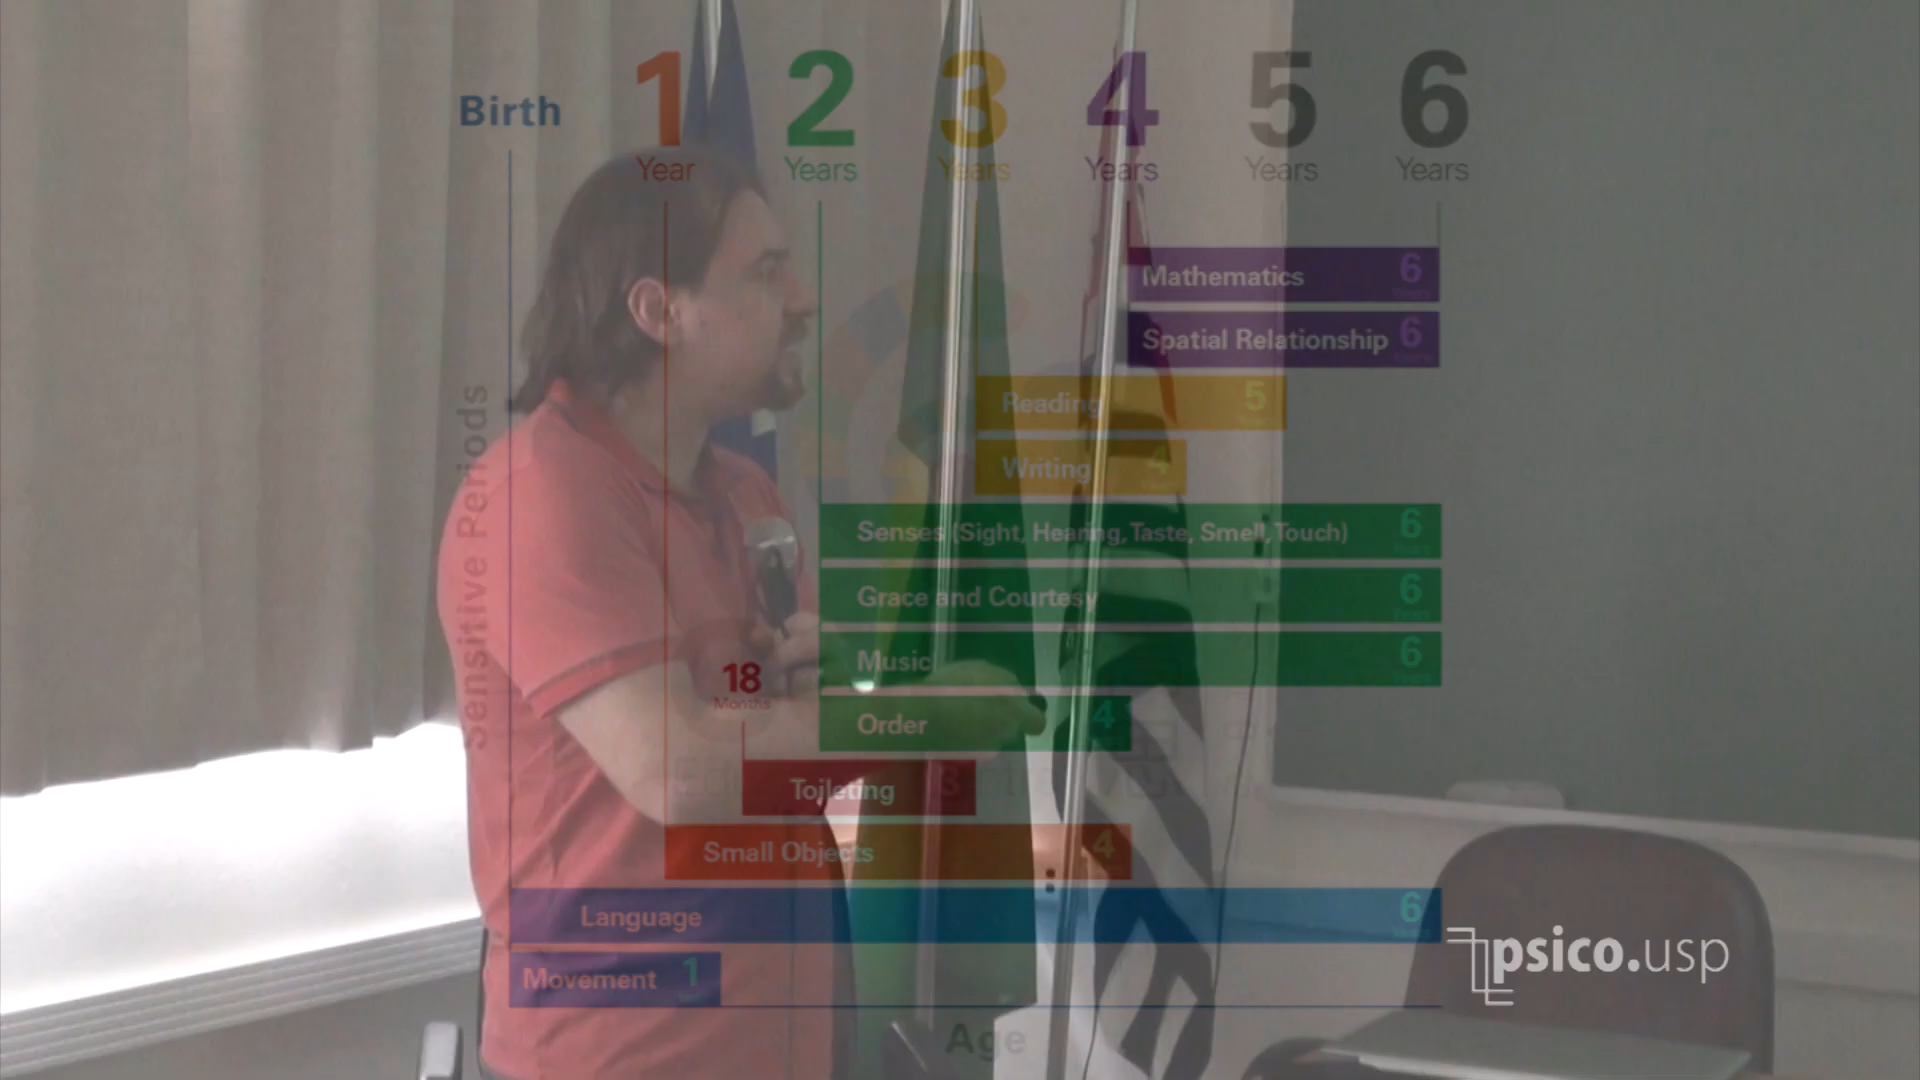 Birth
1
Year
2
Years
3
Years
4
Years
5
Years
6
Years
Sensitive Periods
Mathematics 6
Spatial Relationship 6
Reading 5
Writing 4
Senses (Sight, Hearing, Taste, Smell, Touch) 6
Grace and Courtesy 6
Music 6
18
Months
Order 4
Toileting 3
Small Objects 4
Language 6
Movement 1
Age
psico.usp